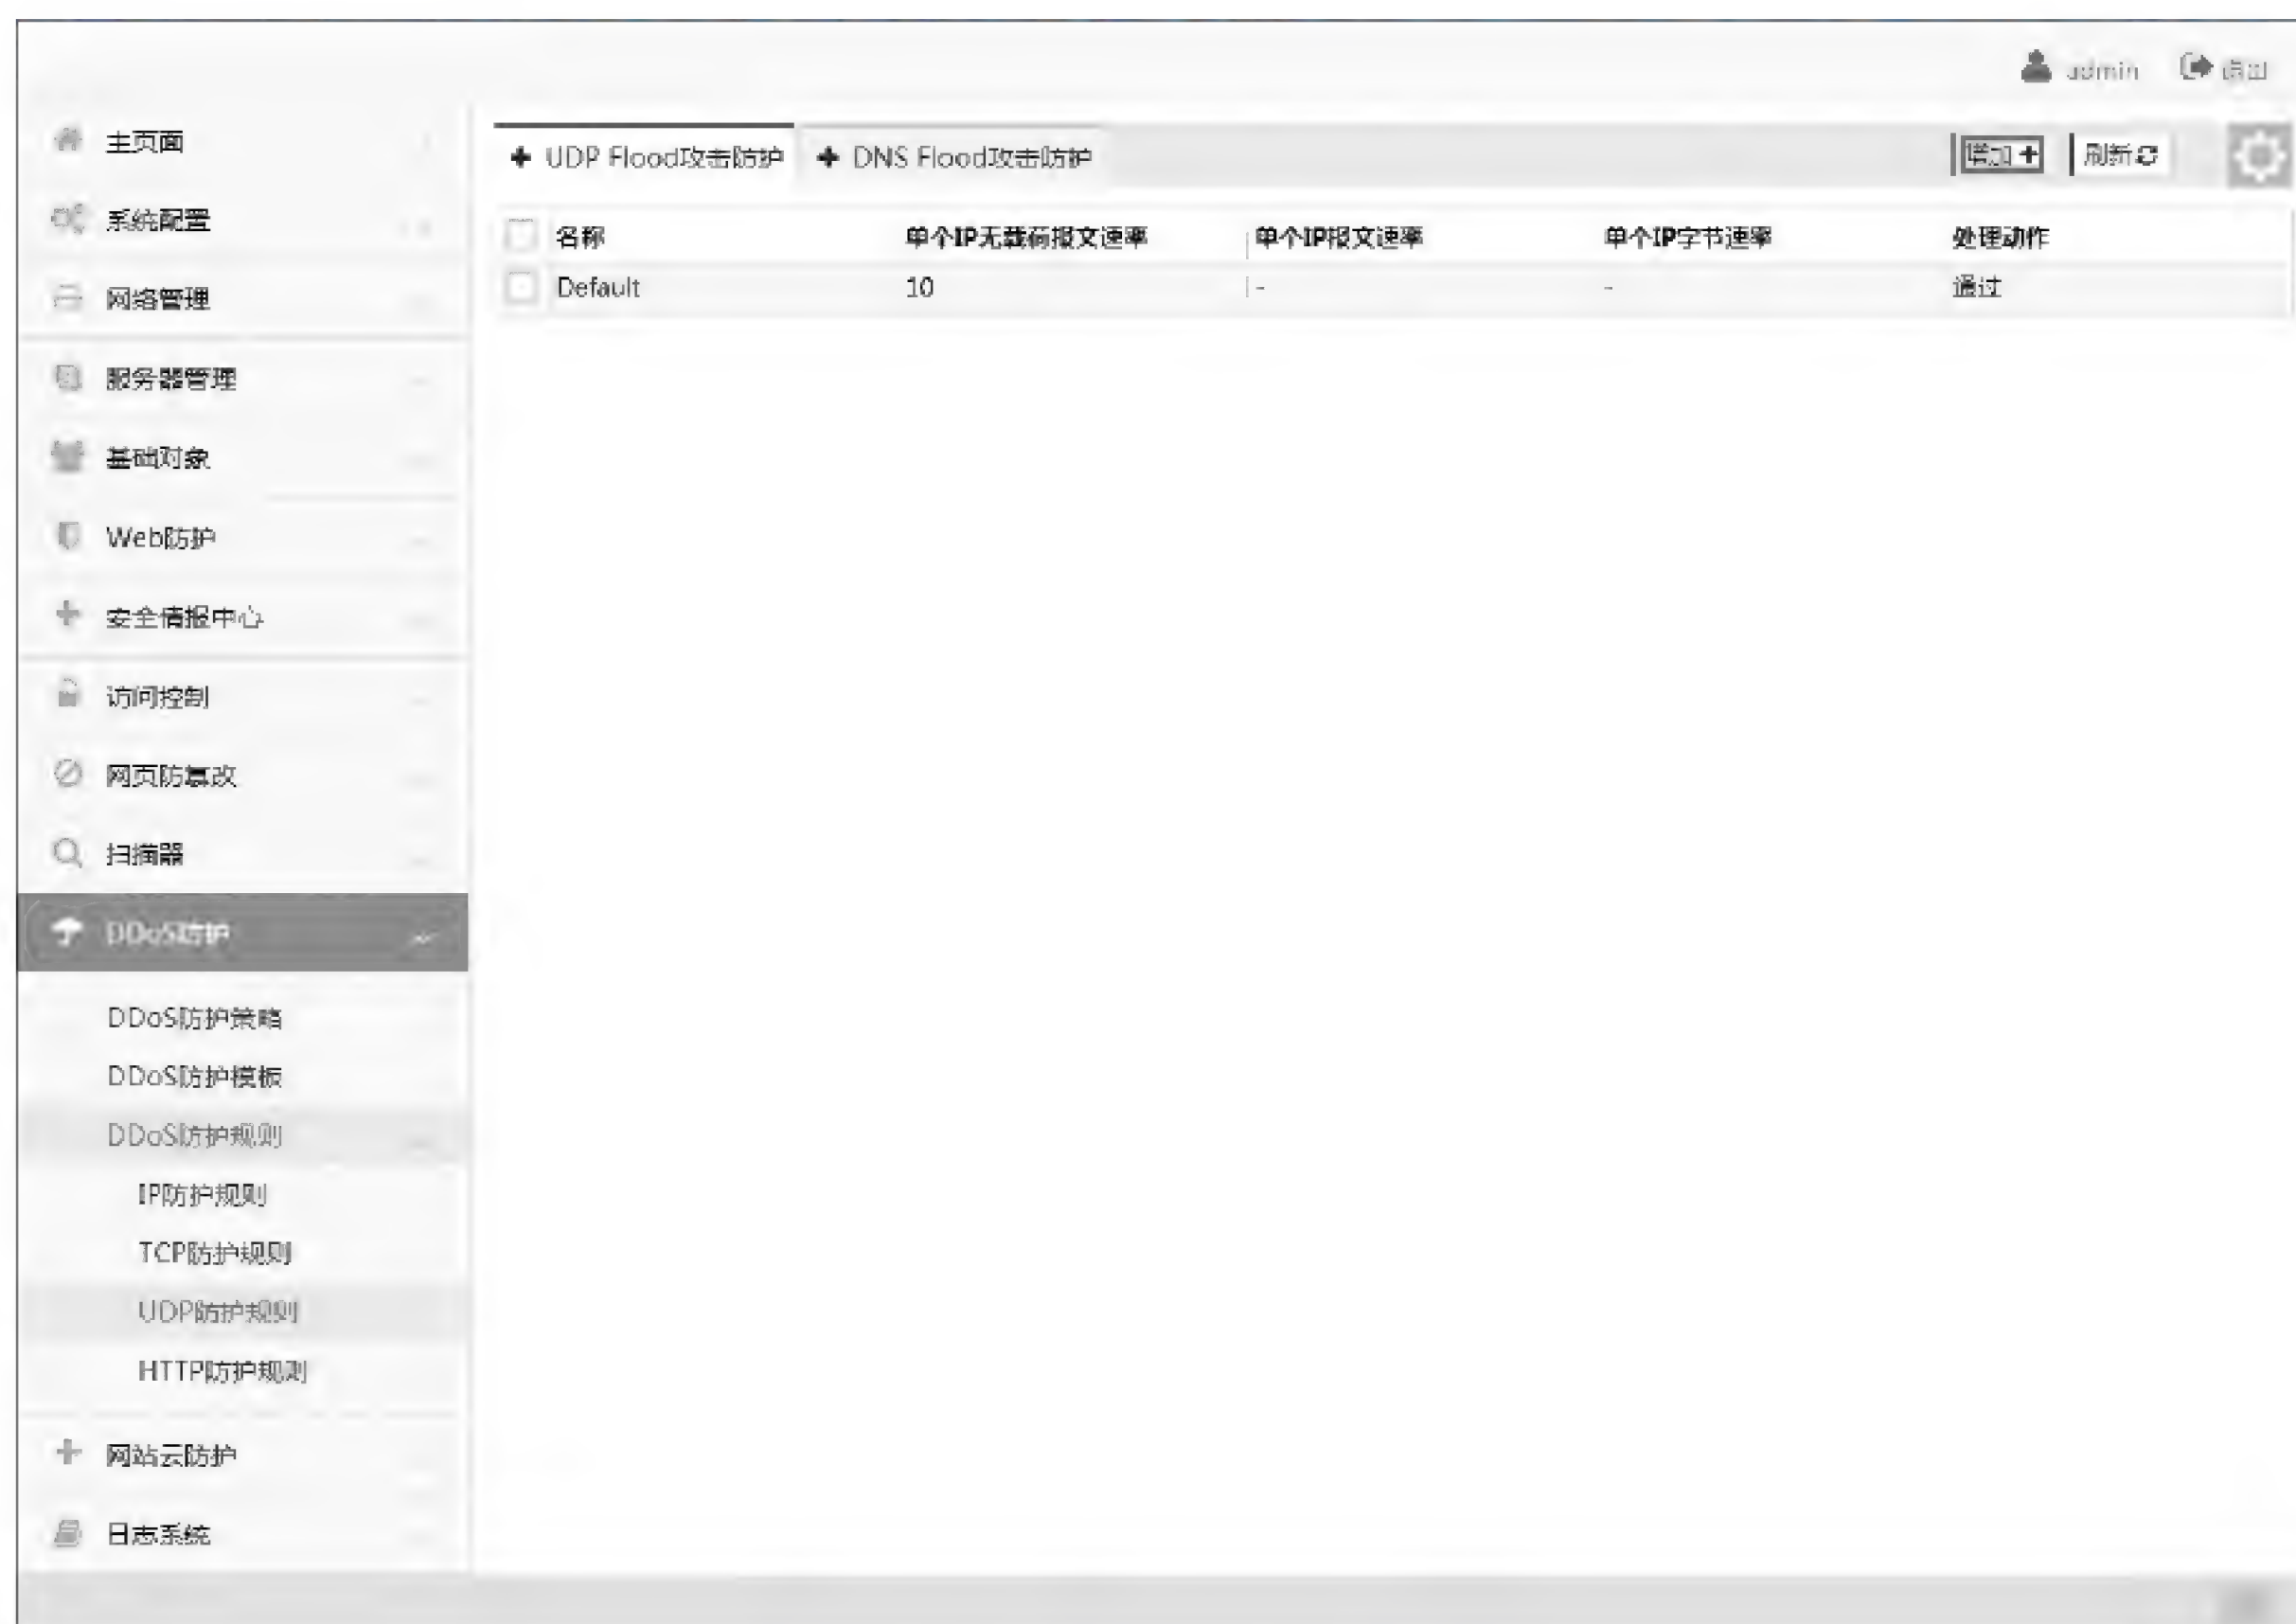 admin 退出
主页面
系统配置
网络管理
服务器管理
基础对象
Web防护
安全情报中心
访问控制
网页防篡改
扫描器
DDoS防护
DDoS防护策略
DDoS防护模板
DDoS防护规则
IP防护规则
TCP防护规则
UDP防护规则
HTTP防护规则
网站云防护
日志系统
UDP Flood攻击防护 DNS Flood攻击防护 增加 刷新
名称 单个IP无载荷报文速率 单个IP报文速率 单个IP字节速率 处理动作
Default 10 - - 通过